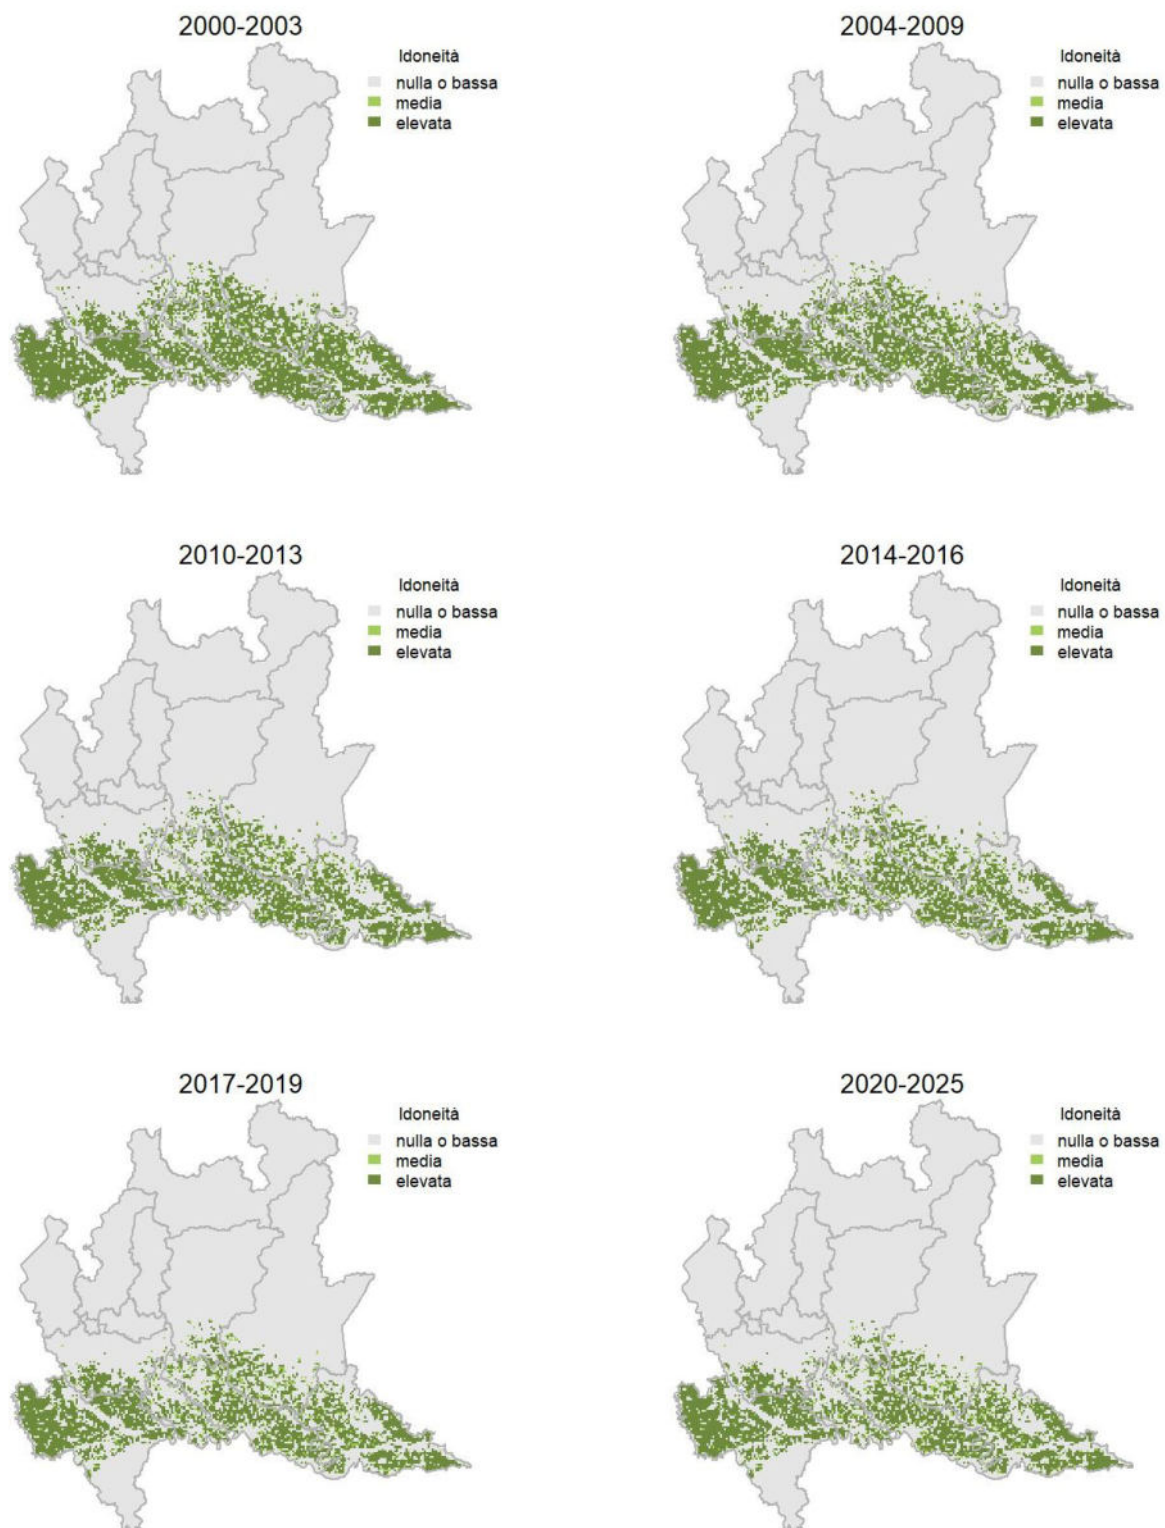 2000-2003
Idoneità
nulla o bassa
media
elevata
2004-2009
Idoneità
nulla o bassa
media
elevata
2010-2013
Idoneità
nulla o bassa
media
elevata
2014-2016
Idoneità
nulla o bassa
media
elevata
2017-2019
Idoneità
nulla o bassa
media
elevata
2020-2025
Idoneità
nulla o bassa
media
elevata